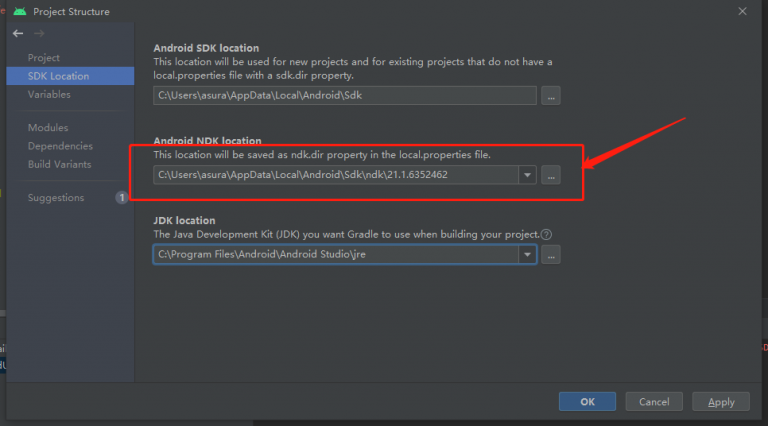 Project Structure
Project
SDK Location
Variables
Modules
Dependencies
Build Variants
Suggestions
1
Android SDK location
This location will be used for new projects and for existing projects that do not have a
local.properties file with a sdk.dir property.
C:\Users\asura\AppData\Local\Android\Sdk
...
Android NDK location
This location will be saved as ndk.dir property in the local.properties file.
C:\Users\asura\AppData\Local\Android\Sdk\ndk\21.1.6352462
...
JDK location
The Java Development Kit (JDK) you want Gradle to use when building your project.
?
C:\Program Files\Android\Android Studio\jre
...
OK
Cancel
Apply